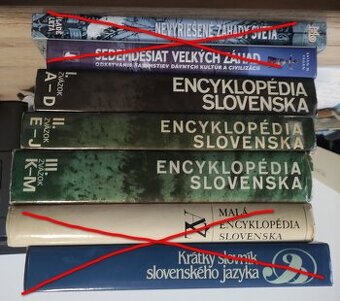 NEVYRIEŠENÉ ZÁHADY SVETA
SEDEMDESIAT VEĽKÝCH ZÁHAD
ODKRÝVANIE TAJOMSTIEV DÁVNYCH KULTÚR A CIVILIZÁCIÍ
I.
ZVÄZOK
A–D
ENCYKLOPÉDIA
SLOVENSKA
II.
ZVÄZOK
E–J
ENCYKLOPÉDIA
SLOVENSKA
III.
ZVÄZOK
K–M
ENCYKLOPÉDIA
SLOVENSKA
A
MALÁ
ENCYKLOPÉDIA
SLOVENSKA
Krátky slovník
slovenského jazyka